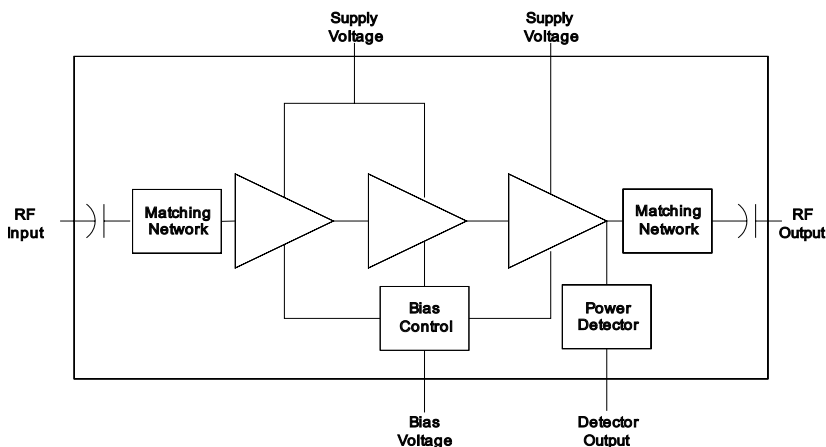 Supply
Voltage
Supply
Voltage
RF
Input
Matching
Network
Matching
Network
RF
Output
Bias
Control
Power
Detector
Bias
Voltage
Detector
Output